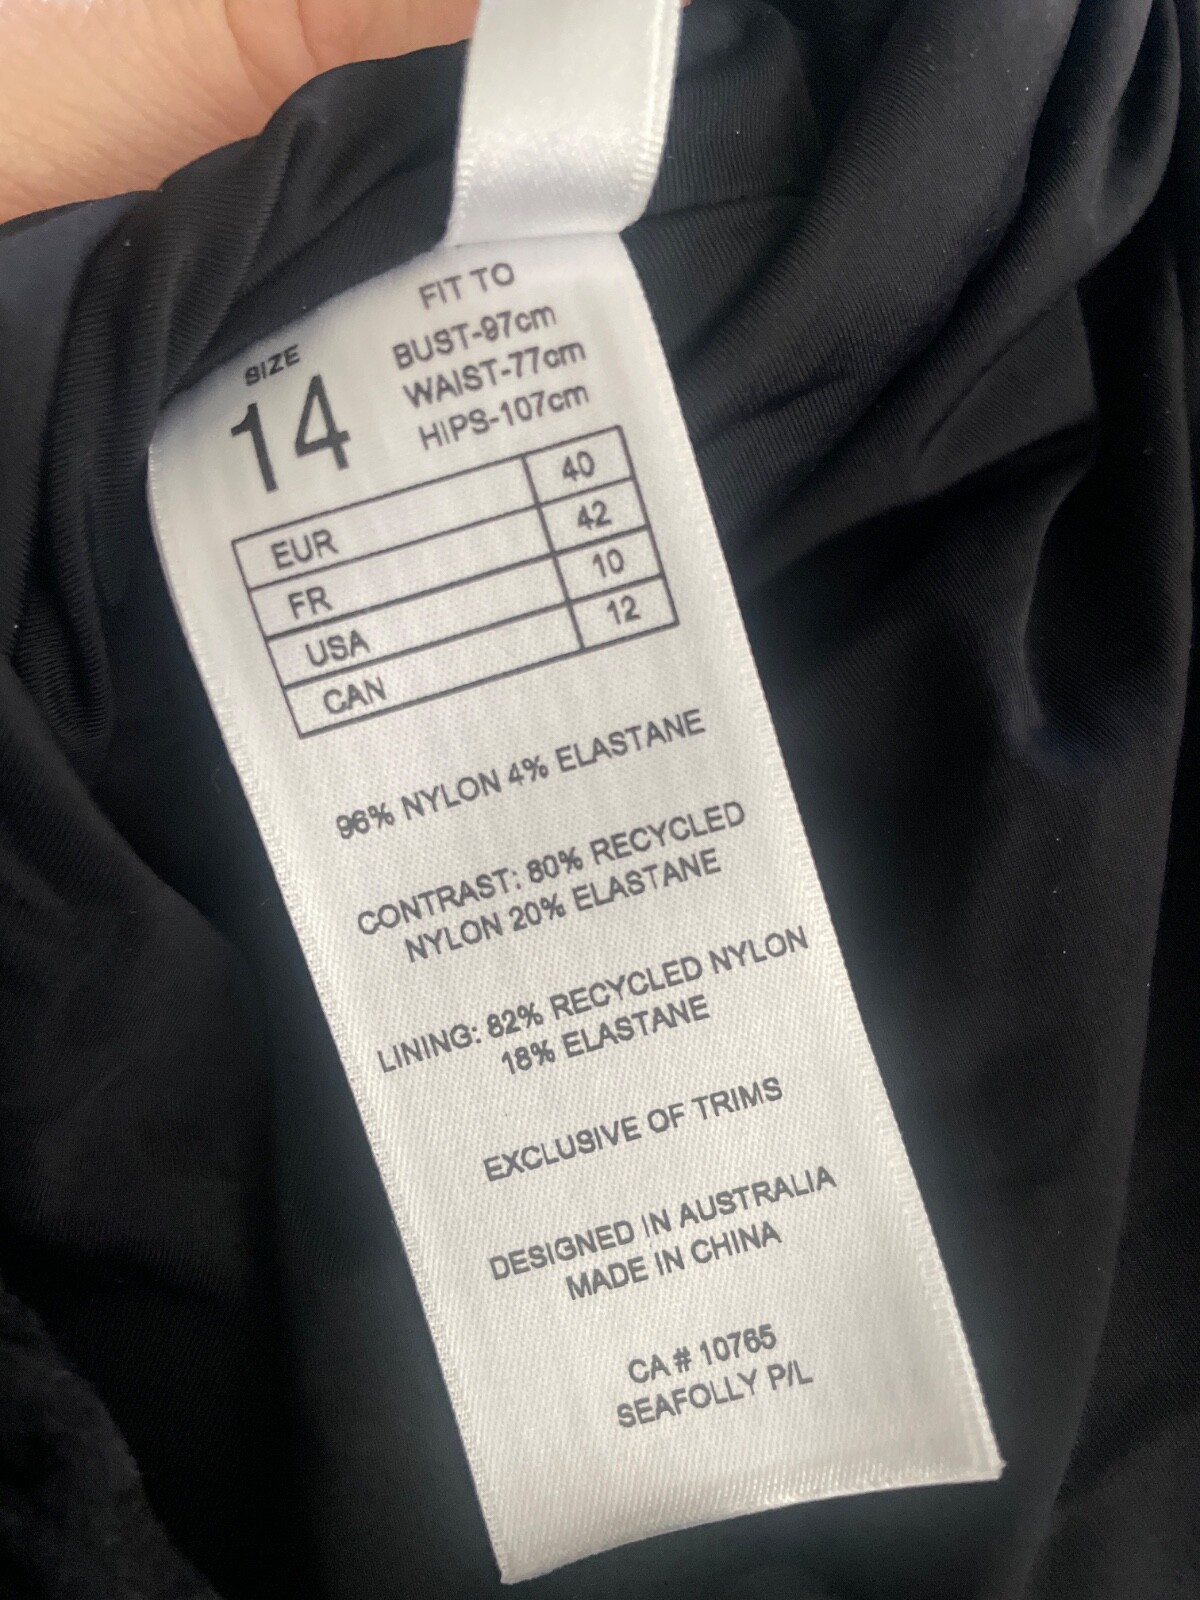 SIZE
14
FIT TO
BUST-97cm
WAIST-77cm
HIPS-107cm
EUR 40
FR 42
USA 10
CAN 12
96% NYLON 4% ELASTANE
CONTRAST: 80% RECYCLED
NYLON 20% ELASTANE
LINING: 82% RECYCLED NYLON
18% ELASTANE
EXCLUSIVE OF TRIMS
DESIGNED IN AUSTRALIA
MADE IN CHINA
CA # 10765
SEAFOLLY P/L